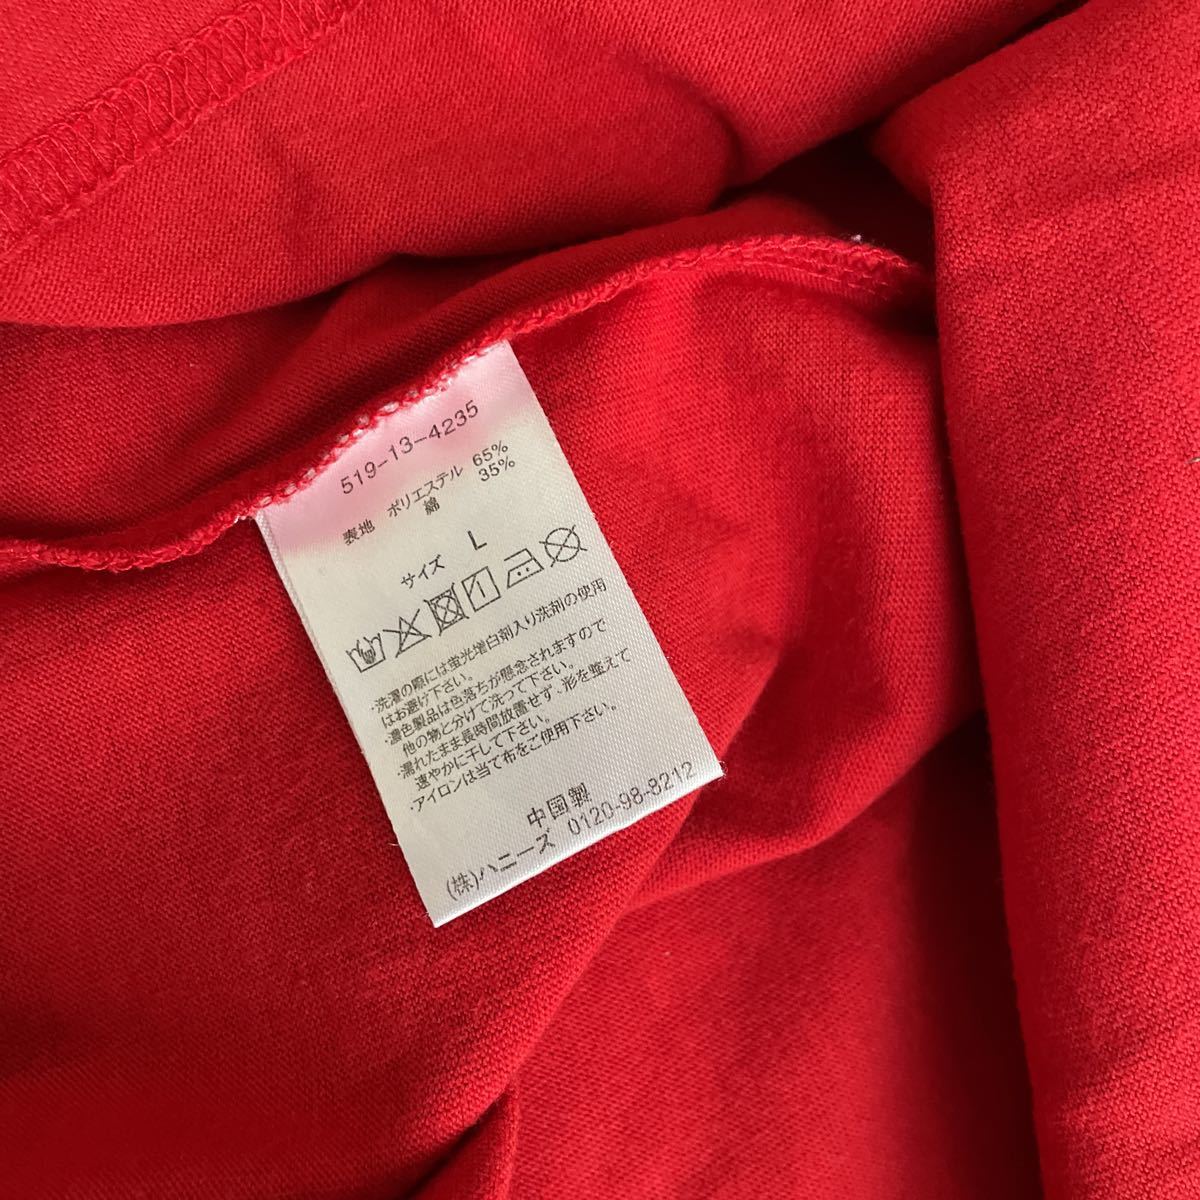 519-13-4235
表地 ポリエステル 65%
綿 35%
サイズ L
・洗濯の際には蛍光増白剤入り洗剤の使用
はお避け下さい。
・濃色製品は色落ちが懸念されますので
他の物と分けて洗って下さい。
・濡れたまま長時間放置せず、形を整えて
速やかに干して下さい。
・アイロンは当て布をご使用下さい。
中国製
(株)ハニーズ 0120-98-8212